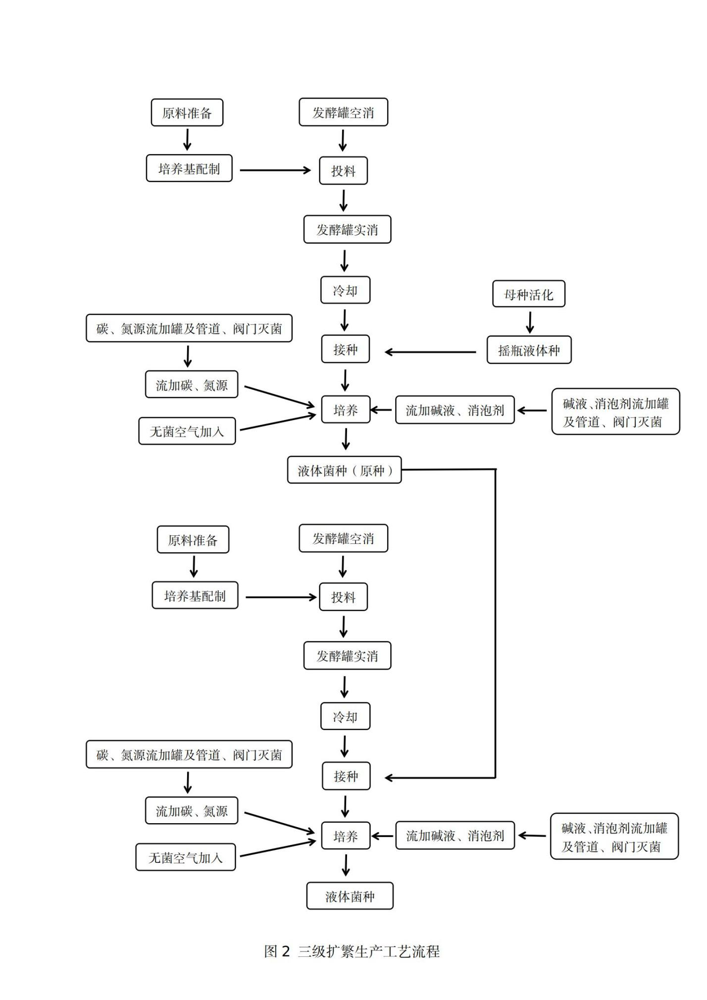 原料准备
发酵罐空消
培养基配制
投料
发酵罐实消
冷却
母种活化
碳、氮源流加罐及管道、阀门灭菌
接种
摇瓶液体种
流加碳、氮源
培养
流加碱液、消泡剂
碱液、消泡剂流加罐
及管道、阀门灭菌
无菌空气加入
液体菌种（原种）
原料准备
发酵罐空消
培养基配制
投料
发酵罐实消
冷却
碳、氮源流加罐及管道、阀门灭菌
接种
流加碳、氮源
培养
流加碱液、消泡剂
碱液、消泡剂流加罐
及管道、阀门灭菌
无菌空气加入
液体菌种
图 2 三级扩繁生产工艺流程